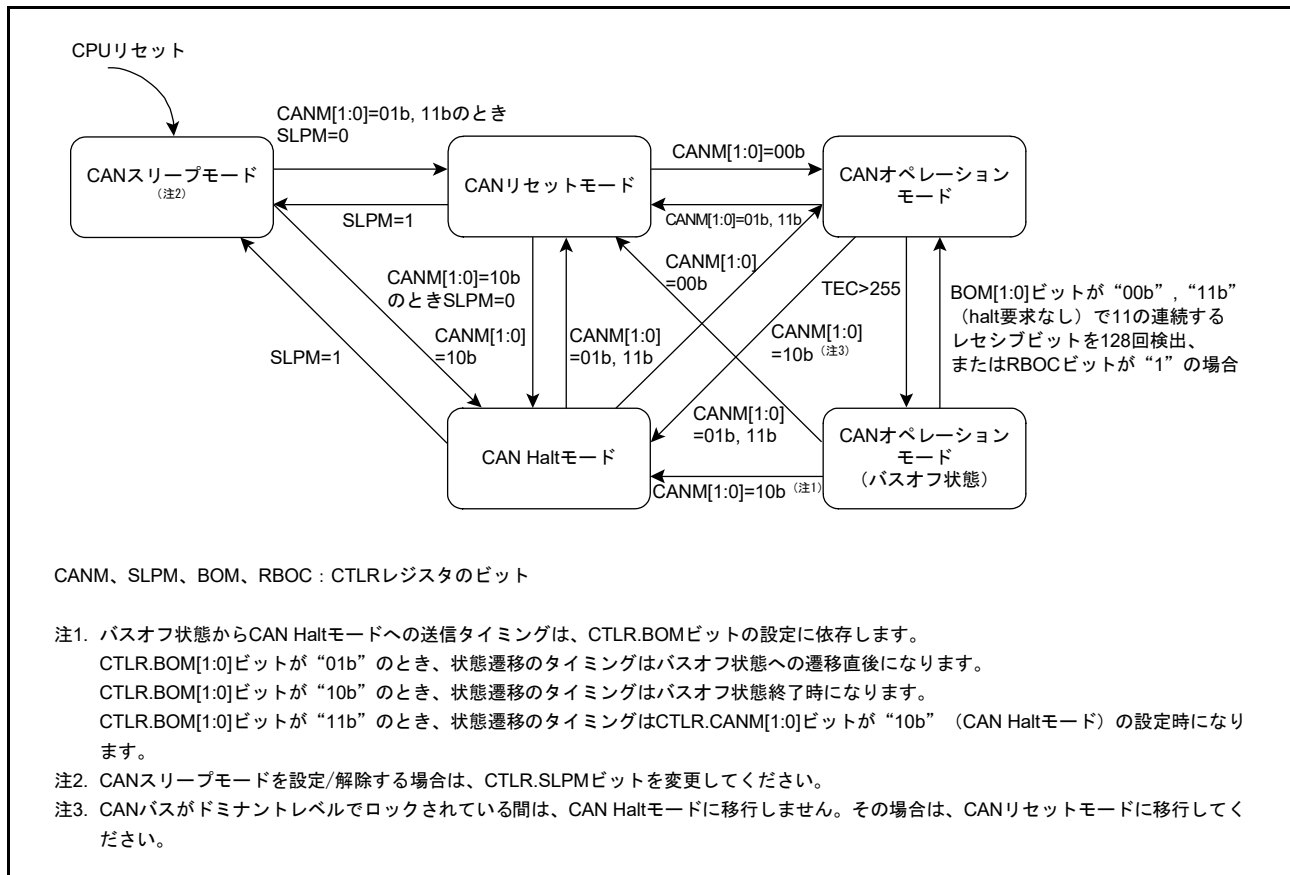 CPUリセット
CANM[1:0]=01b, 11bのとき
SLPM=0
CANスリープモード
（注2）
CANリセットモード
CANM[1:0]=00b
CANオペレーション
モード
SLPM=1
CANM[1:0]=01b, 11b
CANM[1:0]=10b
のときSLPM=0
CANM[1:0]
=10b
CANM[1:0]
=01b, 11b
CANM[1:0]
=00b
TEC>255
CANM[1:0]
=10b（注3）
BOM[1:0]ビットが“00b”, “11b”
（halt要求なし）で11の連続する
レセシブビットを128回検出、
またはRBOCビットが“1”の場合
SLPM=1
CAN Haltモード
CANM[1:0]
=01b, 11b
CANM[1:0]=10b（注1）
CANオペレーション
モード
（バスオフ状態）
CANM、SLPM、BOM、RBOC：CTLRレジスタのビット
注1. バスオフ状態からCAN Haltモードへの送信タイミングは、CTLR.BOMビットの設定に依存します。
CTLR.BOM[1:0]ビットが“01b”のとき、状態遷移のタイミングはバスオフ状態への遷移直後になります。
CTLR.BOM[1:0]ビットが“10b”のとき、状態遷移のタイミングはバスオフ状態終了時になります。
CTLR.BOM[1:0]ビットが“11b”のとき、状態遷移のタイミングはCTLR.CANM[1:0]ビットが“10b”（CAN Haltモード）の設定時になり
ます。
注2. CANスリープモードを設定/解除する場合は、CTLR.SLPMビットを変更してください。
注3. CANバスがドミナントレベルでロックされている間は、CAN Haltモードに移行しません。その場合は、CANリセットモードに移行してく
ださい。